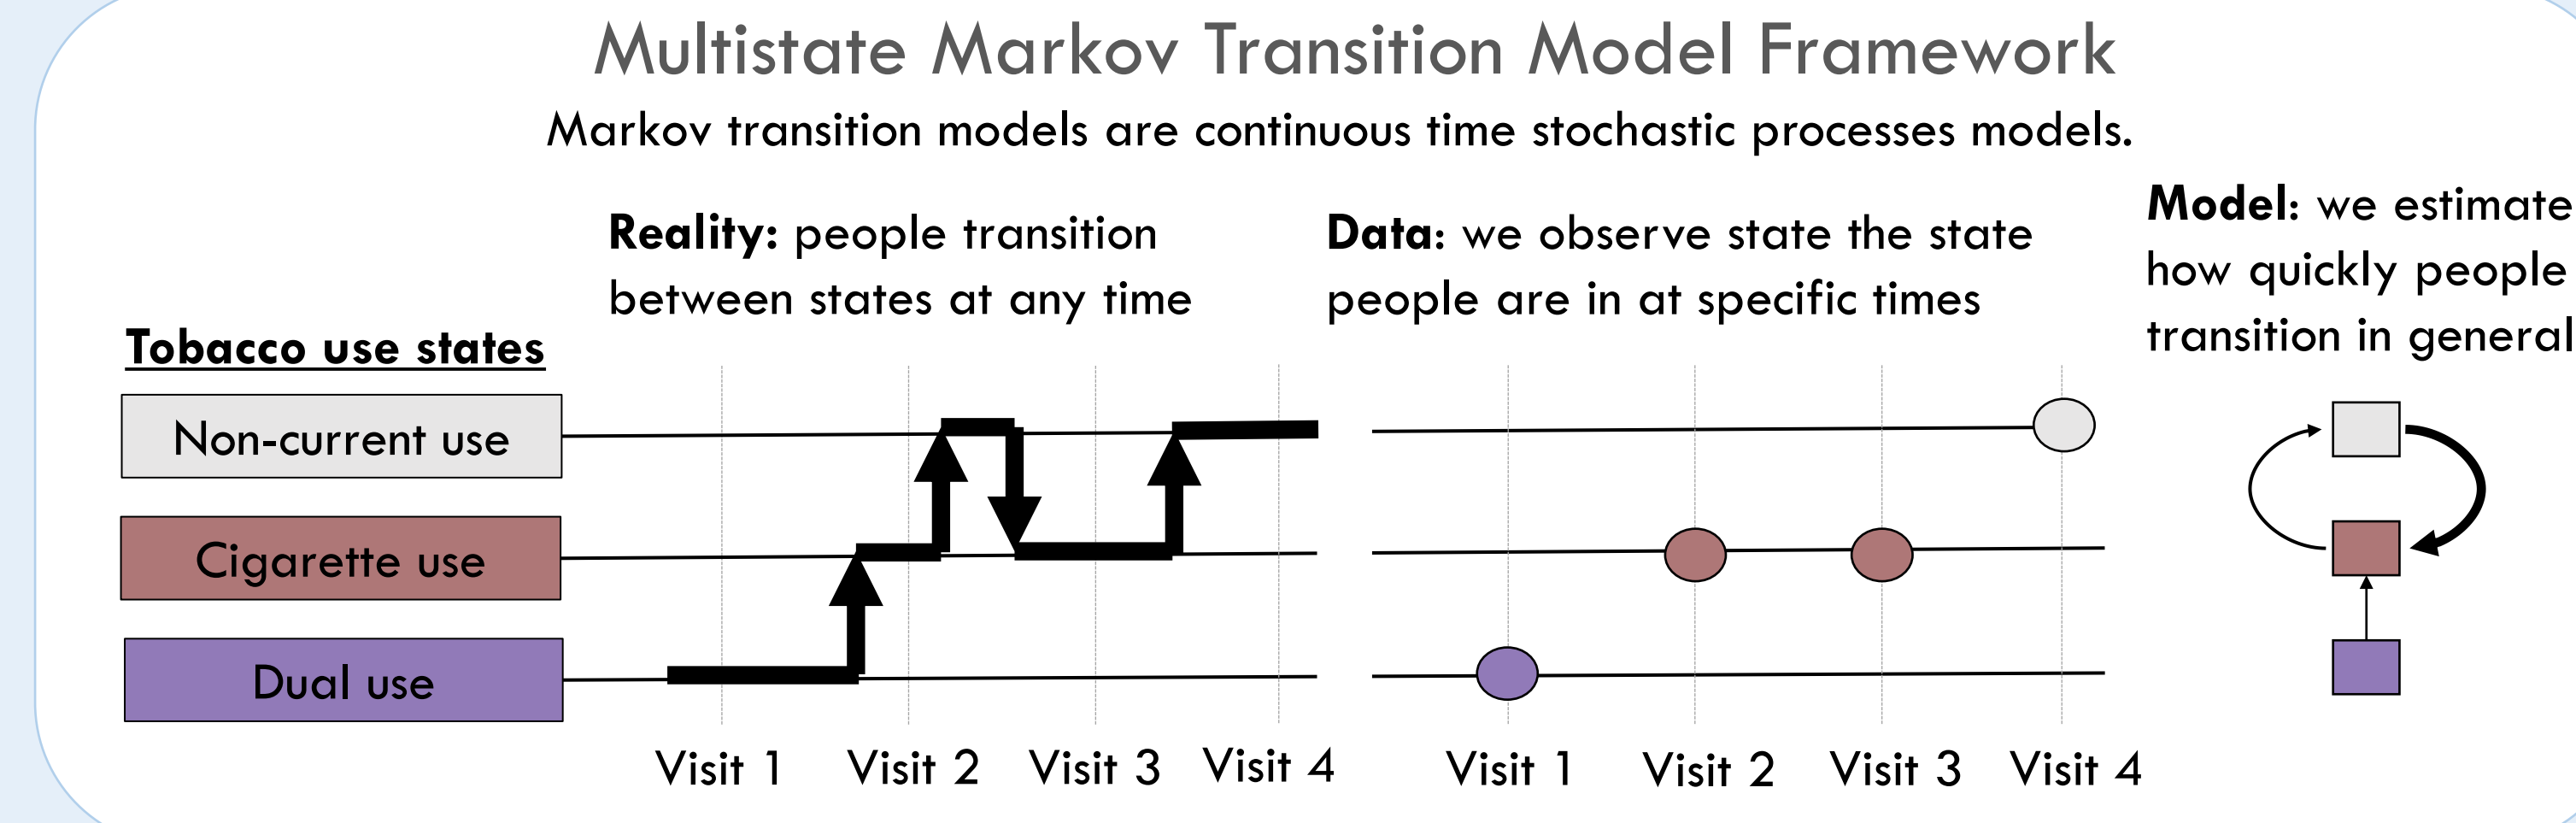 Multistate Markov Transition Model Framework
Markov transition models are continuous time stochastic processes models.
Reality: people transition
between states at any time
Data: we observe state the state
people are in at specific times
Model: we estimate
how quickly people
transition in general
Tobacco use states
Non-current use
Cigarette use
Dual use
Visit 1
Visit 2
Visit 3
Visit 4
Visit 1
Visit 2
Visit 3
Visit 4